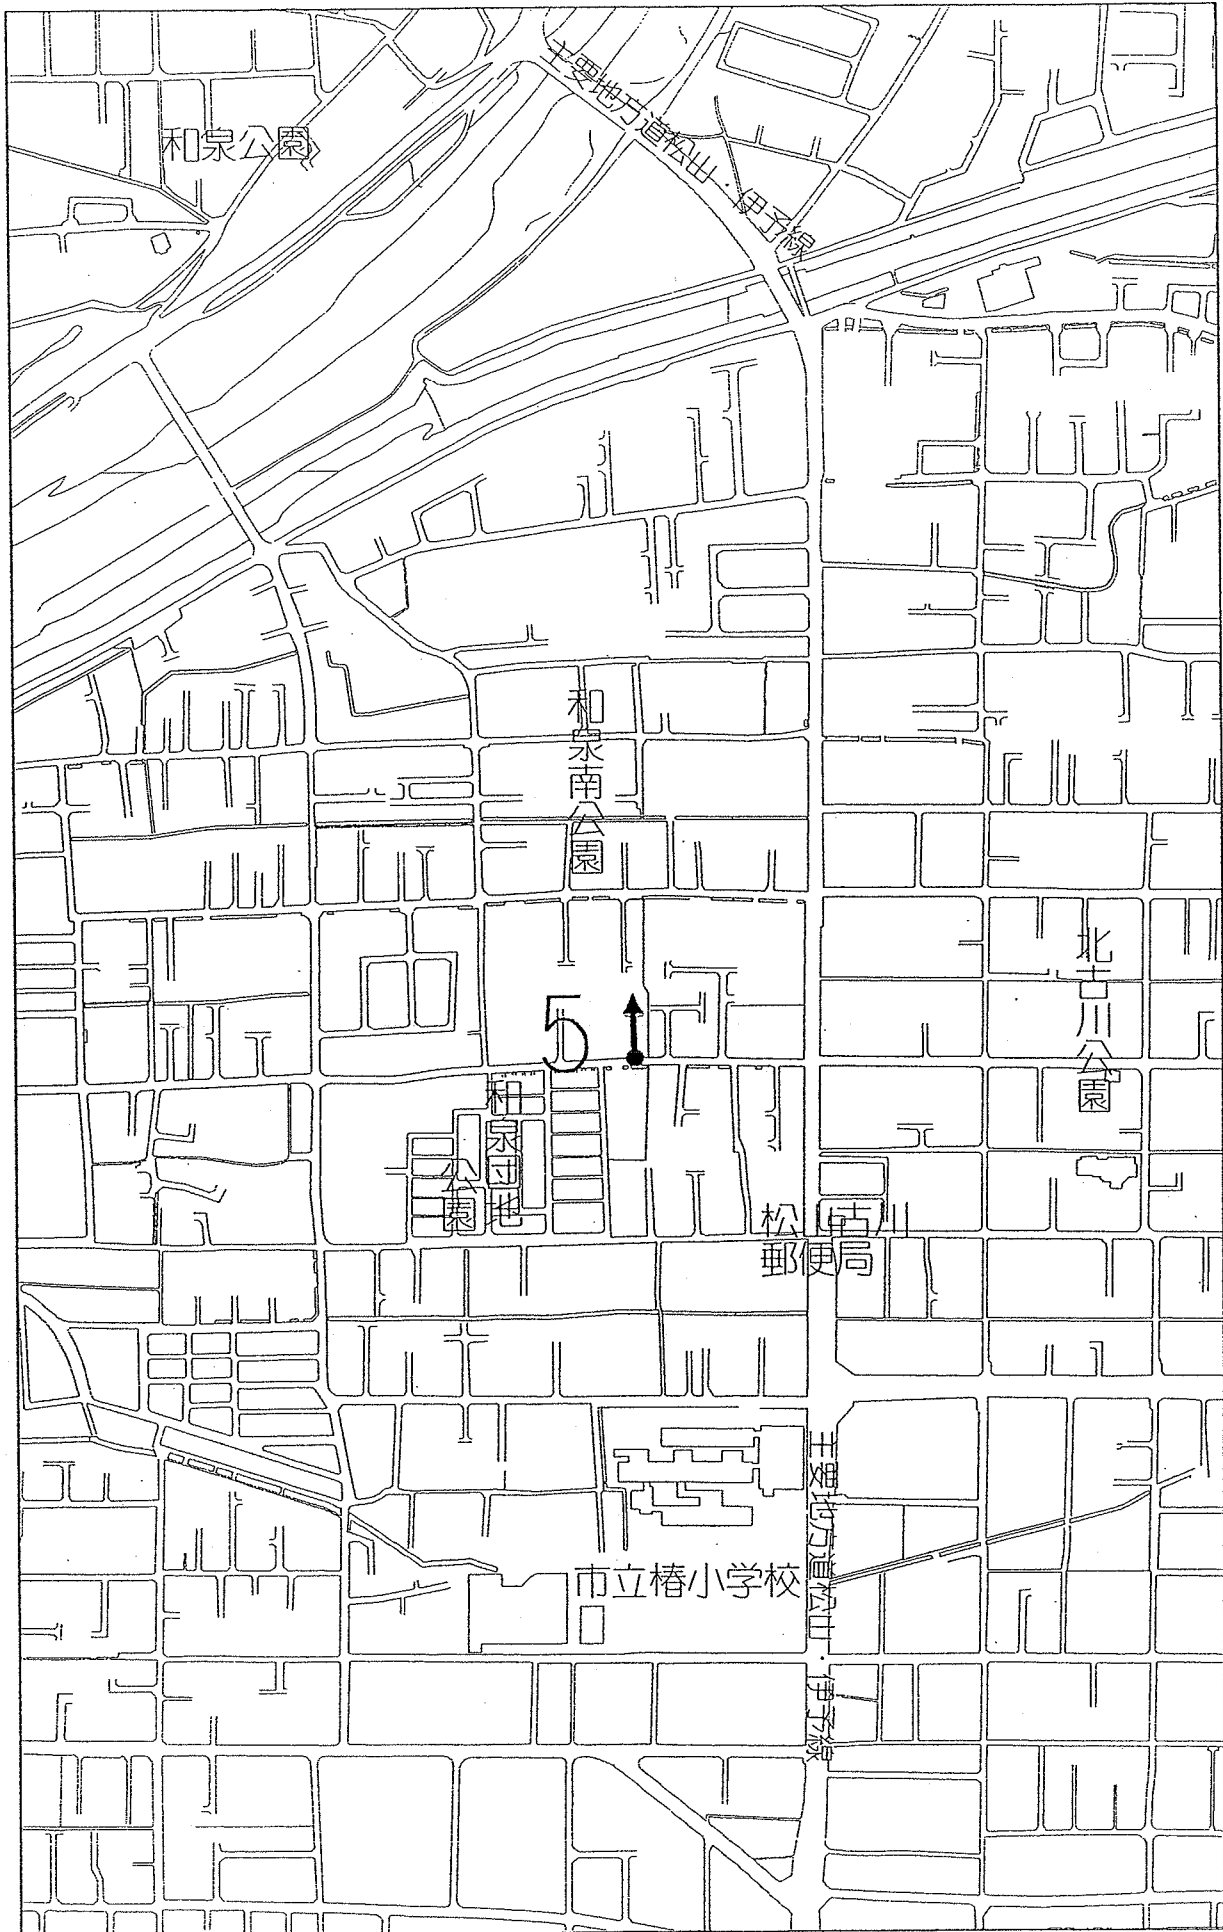 主要地方道松山・伊予線
和泉公園
和泉南公園
北古川公園
5
和泉団地
公園
松山古川
郵便局
主要地方道松山・伊予線
市立椿小学校